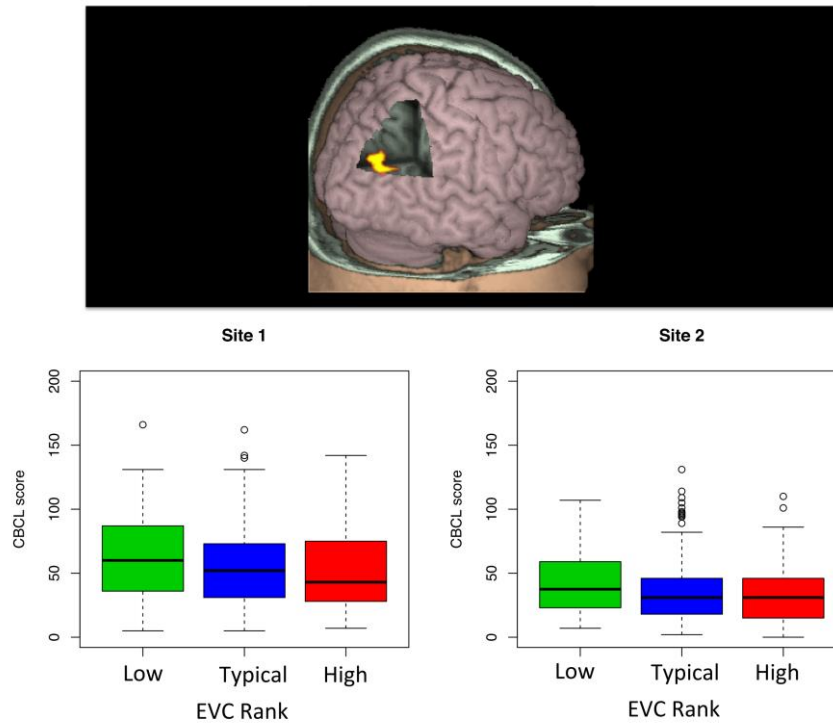 Site 1
Site 2
CBCL score
200
150
100
50
0
Low Typical High
EVC Rank
CBCL score
200
150
100
50
0
Low Typical High
EVC Rank